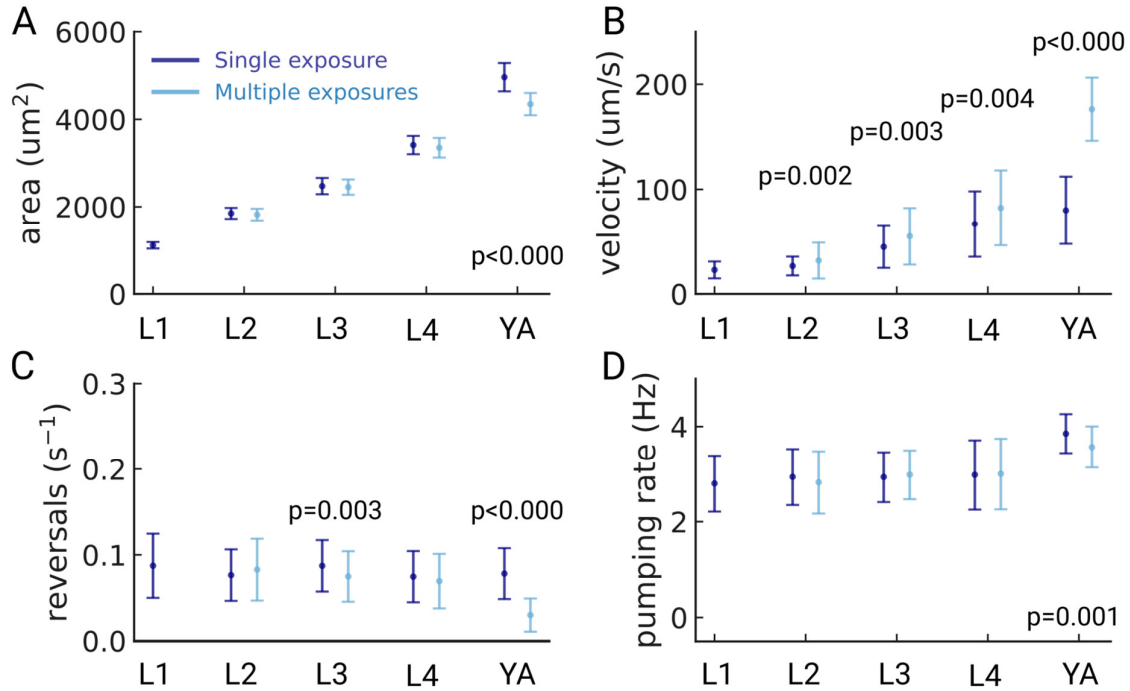 A
area (um²)
6000
4000
2000
0
Single exposure
Multiple exposures
p<0.000
L1 L2 L3 L4 YA
B
velocity (um/s)
200
100
0
p=0.002
p=0.003
p=0.004
p<0.000
L1 L2 L3 L4 YA
C
reversals (s⁻¹)
0.3
0.2
0.1
0.0
p=0.003
p<0.000
L1 L2 L3 L4 YA
D
pumping rate (Hz)
4
2
0
p=0.001
L1 L2 L3 L4 YA